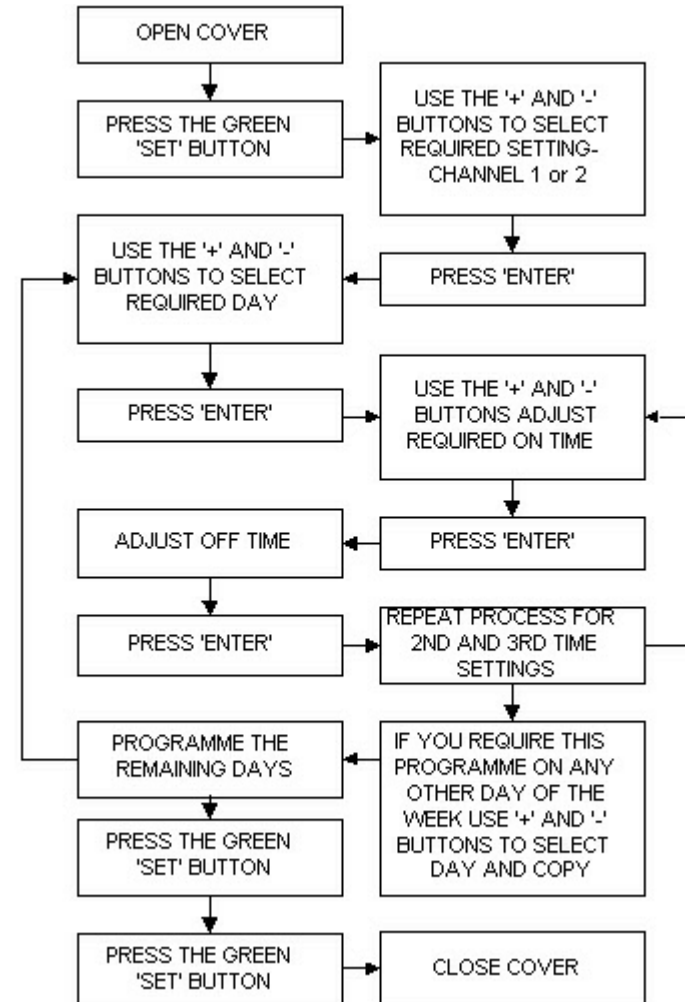 OPEN COVER
PRESS THE GREEN
'SET' BUTTON
USE THE '+' AND '-'
BUTTONS TO SELECT
REQUIRED SETTING-
CHANNEL 1 or 2
PRESS 'ENTER'
USE THE '+' AND '-'
BUTTONS TO SELECT
REQUIRED DAY
PRESS 'ENTER'
USE THE '+' AND '-'
BUTTONS ADJUST
REQUIRED ON TIME
PRESS 'ENTER'
ADJUST OFF TIME
PRESS 'ENTER'
REPEAT PROCESS FOR
2ND AND 3RD TIME
SETTINGS
IF YOU REQUIRE THIS
PROGRAMME ON ANY
OTHER DAY OF THE
WEEK USE '+' AND '-'
BUTTONS TO SELECT
DAY AND COPY
PROGRAMME THE
REMAINING DAYS
PRESS THE GREEN
'SET' BUTTON
PRESS THE GREEN
'SET' BUTTON
CLOSE COVER